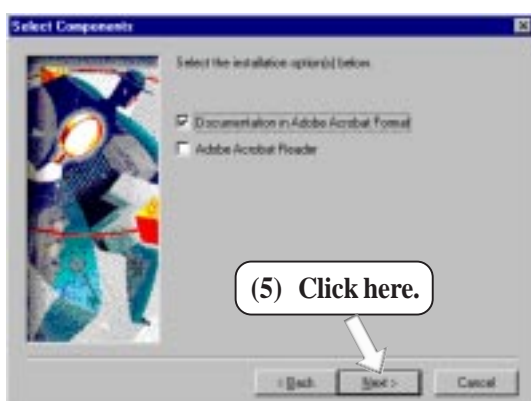 Select Components
Select the installation option(s) below.
Documentation in Adobe Acrobat Format
Adobe Acrobat Reader
(5) Click here.
< Back Next > Cancel